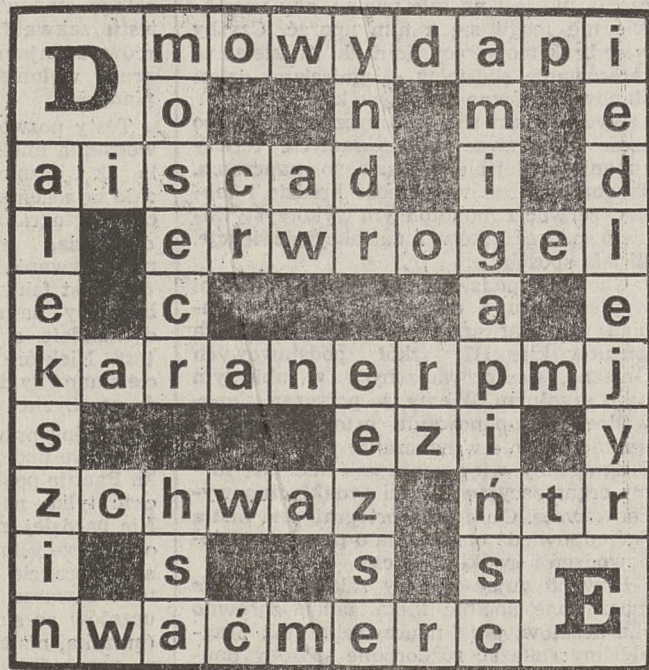 D m o w y d a p i
o n m e
a i s c a d i d
l e r w r o g e l
e c a e
k a r a n e r p m j
s e z i y
z c h w a z ń t r
i s s s E
n w a ć m e r c